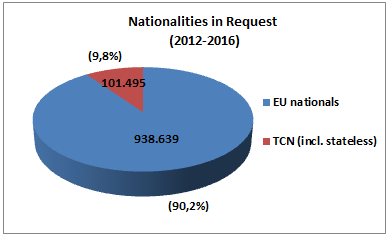 Nationalities in Request
(2012-2016)
(9,8%)
101.495
EU nationals
TCN (incl. stateless)
938.639
(90,2%)